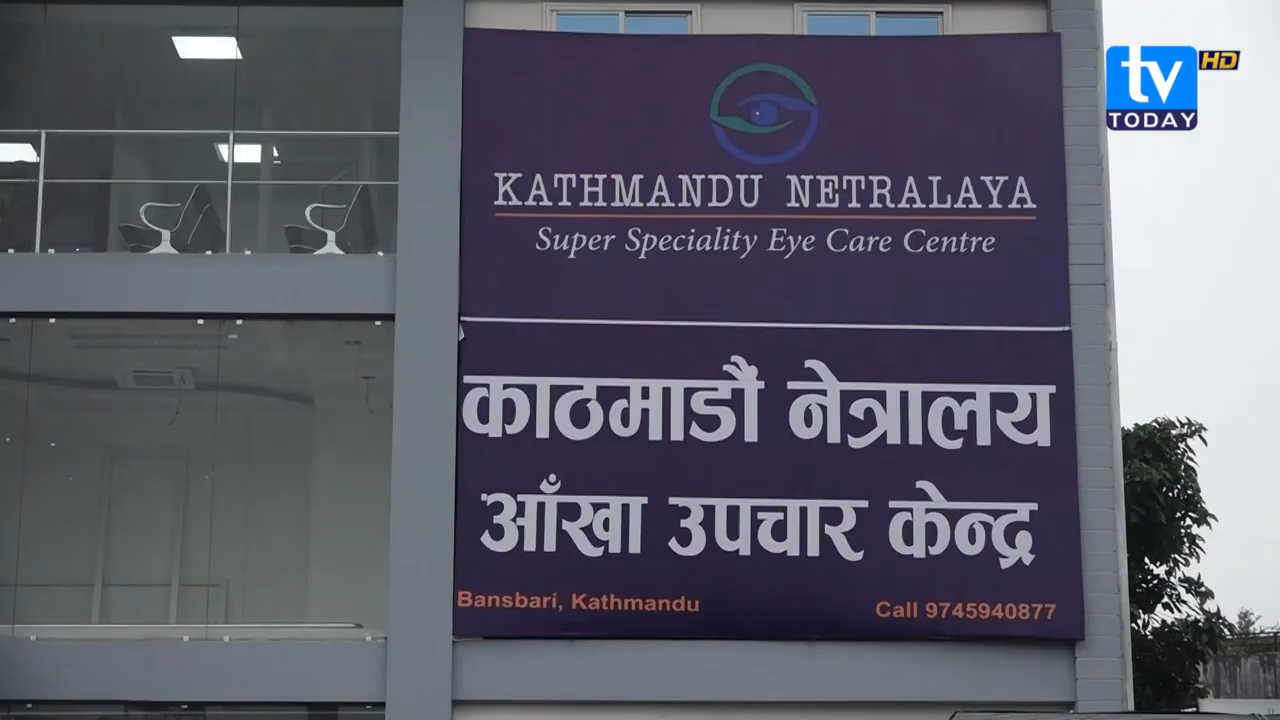 tv HD
TODAY
KATHMANDU NETRALAYA
Super Speciality Eye Care Centre
काठमाडौं नेत्रालय
आँखा उपचार केन्द्र
Bansbari, Kathmandu
Call 9745940877